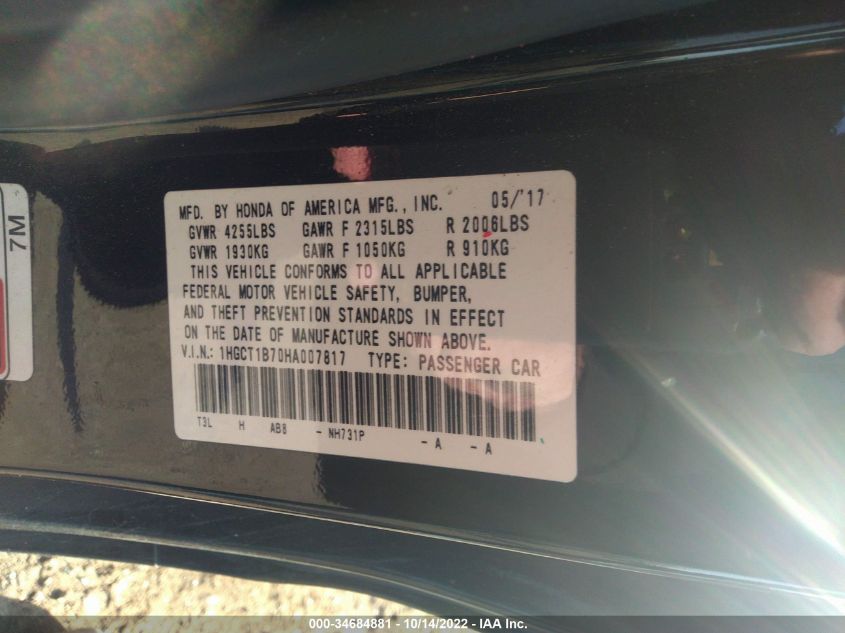 MFD. BY HONDA OF AMERICA MFG., INC. 05/'17
GVWR 4255LBS GAWR F 2315LBS R 2006LBS
GVWR 1930KG GAWR F 1050KG R 910KG
THIS VEHICLE CONFORMS TO ALL APPLICABLE
FEDERAL MOTOR VEHICLE SAFETY, BUMPER,
AND THEFT PREVENTION STANDARDS IN EFFECT
ON THE DATE OF MANUFACTURE SHOWN ABOVE.
V.I.N.: 1HGCT1B70HA007817 TYPE: PASSENGER CAR
T3L H AB8 - NH731P - A - A
7M
000-34684881 - 10/14/2022 - IAA Inc.